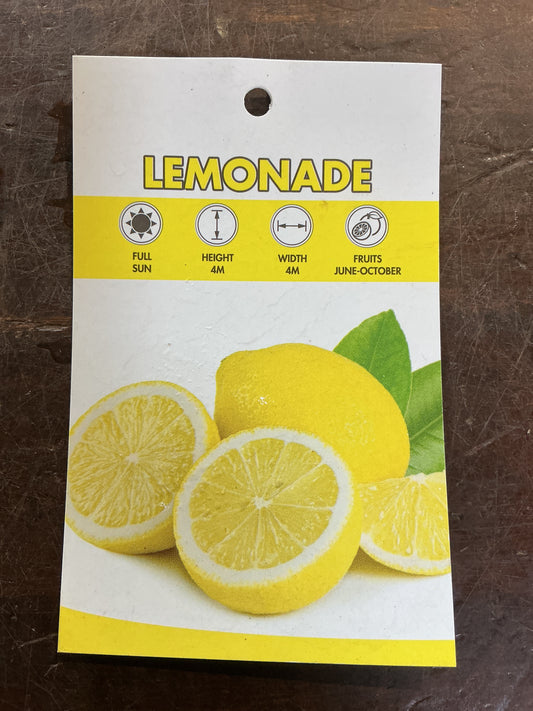 LEMONADE
FULL
SUN
HEIGHT
4M
WIDTH
4M
FRUITS
JUNE-OCTOBER